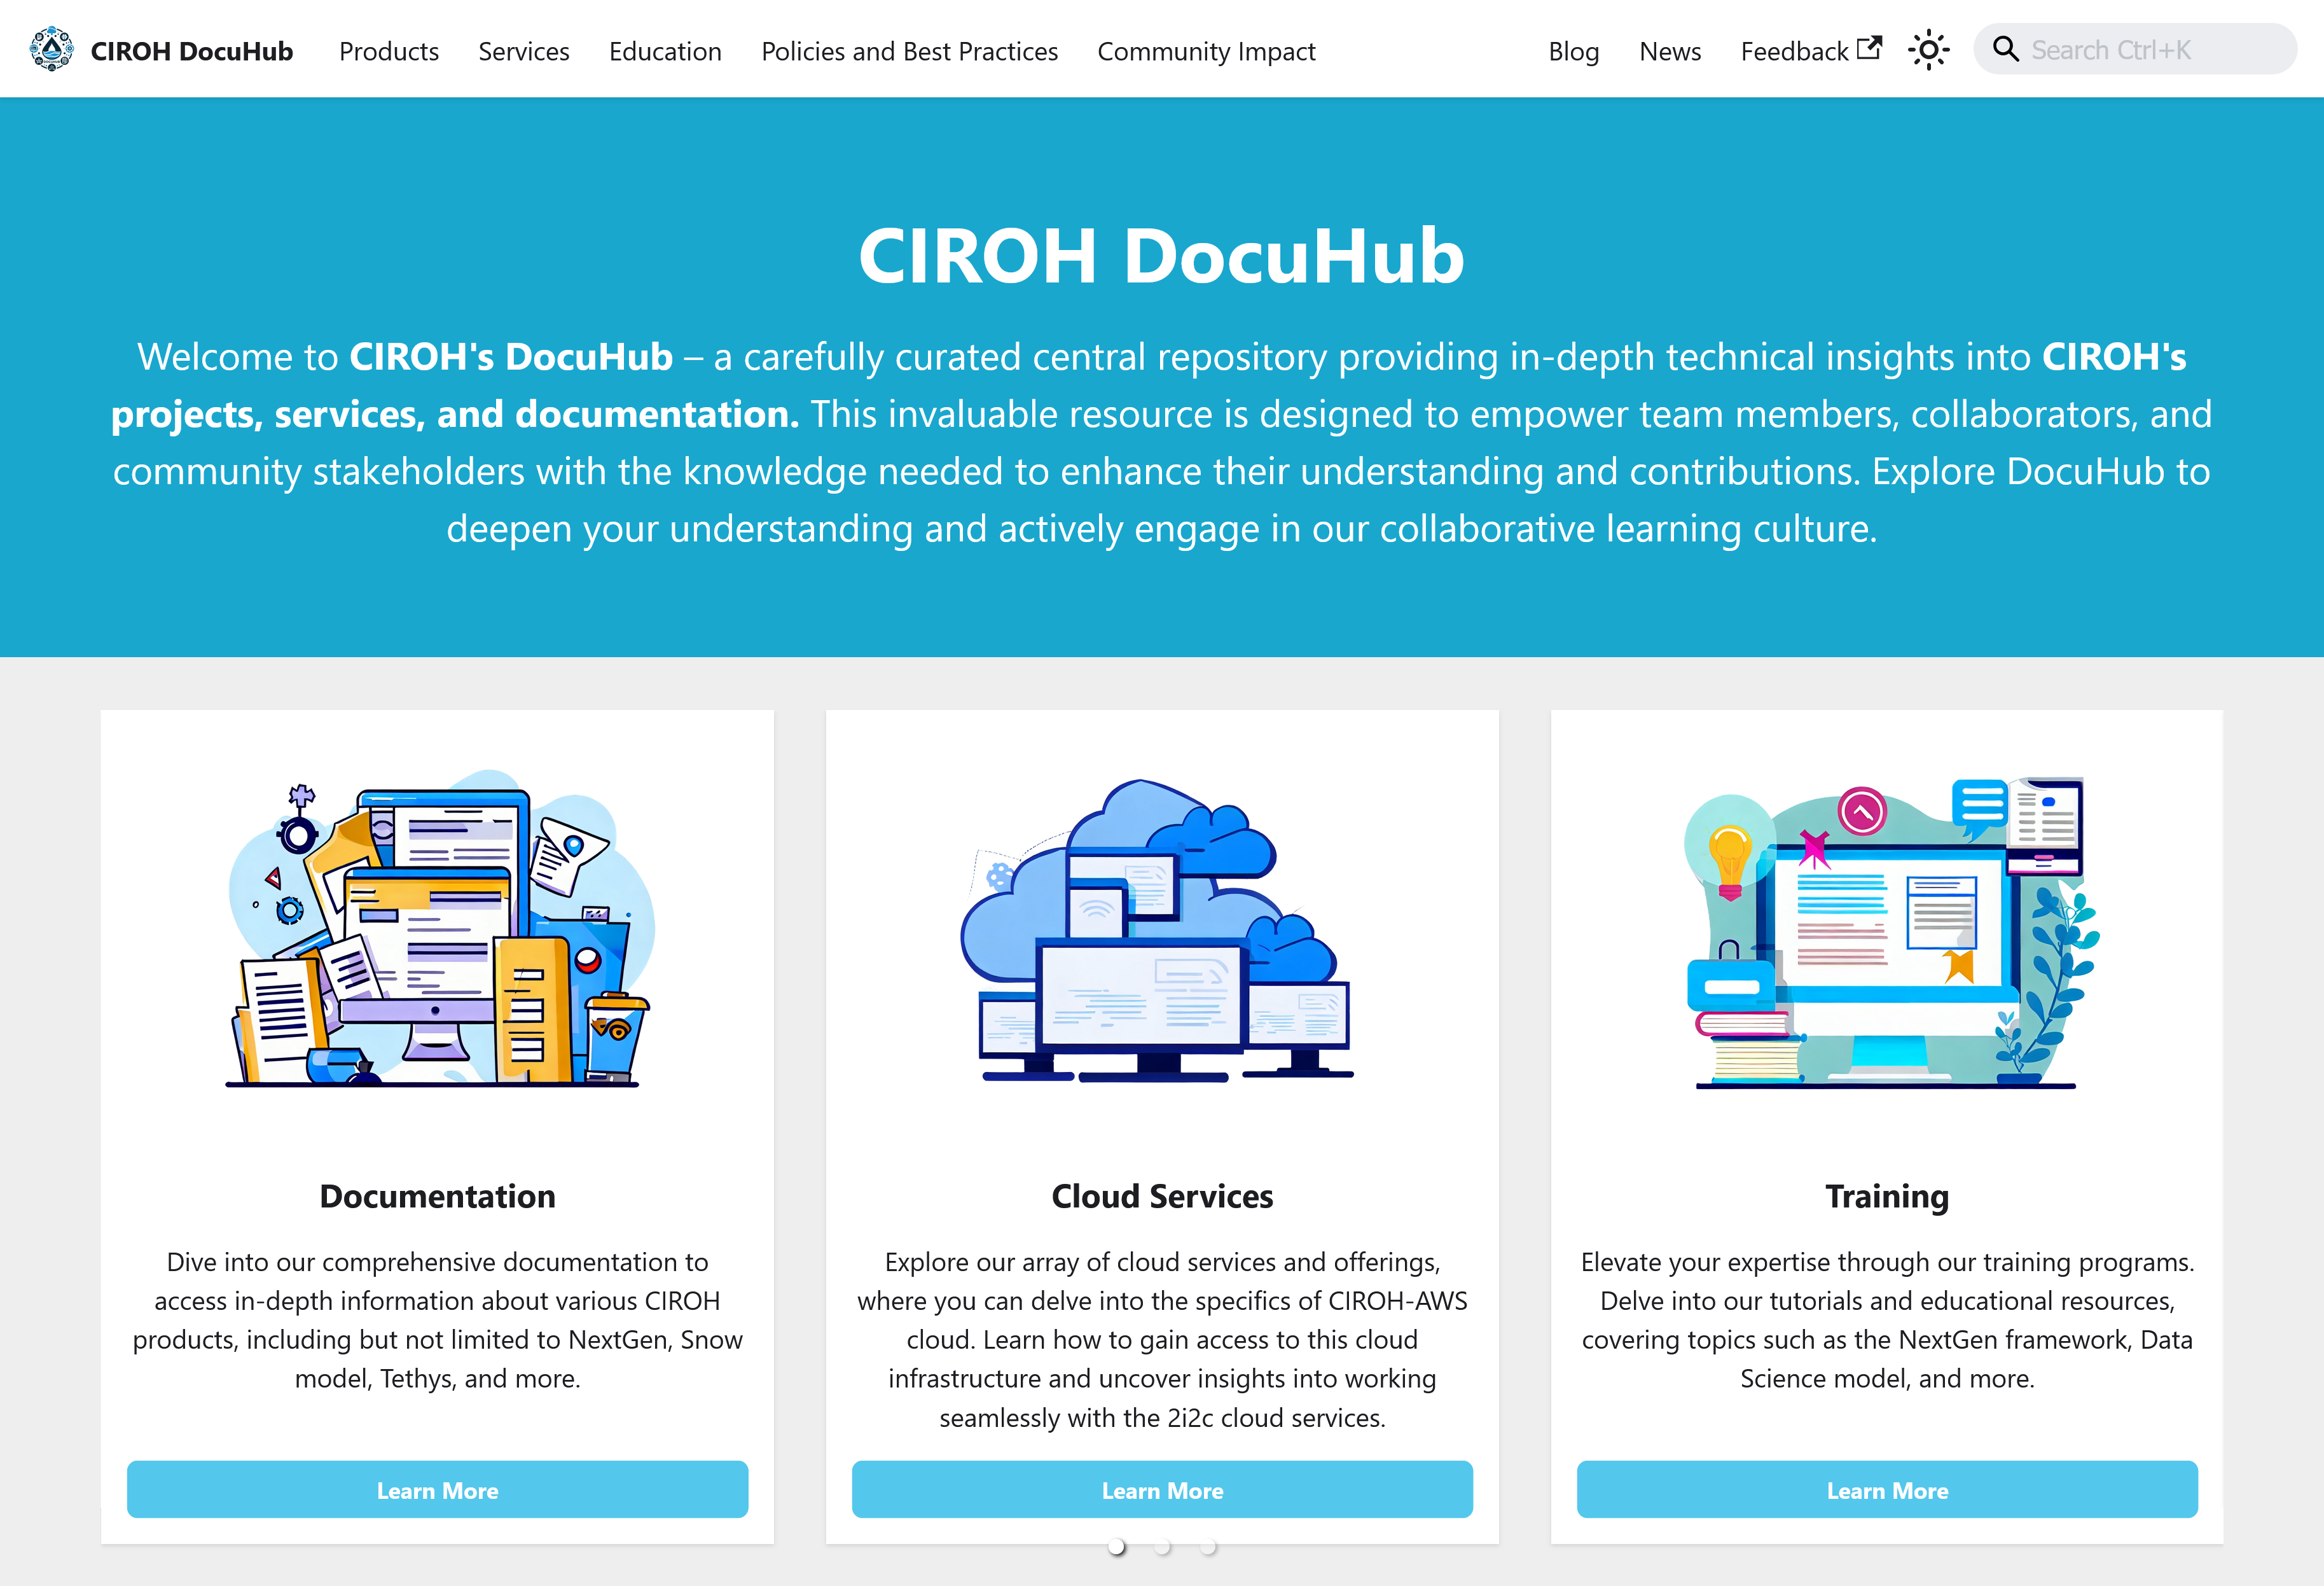 CIROH DocuHub Products Services Education Policies and Best Practices Community Impact Blog News Feedback Search Ctrl+K
CIROH DocuHub
Welcome to CIROH's DocuHub – a carefully curated central repository providing in-depth technical insights into CIROH's
projects, services, and documentation. This invaluable resource is designed to empower team members, collaborators, and
community stakeholders with the knowledge needed to enhance their understanding and contributions. Explore DocuHub to
deepen your understanding and actively engage in our collaborative learning culture.
Documentation
Dive into our comprehensive documentation to
access in-depth information about various CIROH
products, including but not limited to NextGen, Snow
model, Tethys, and more.
Learn More
Cloud Services
Explore our array of cloud services and offerings,
where you can delve into the specifics of CIROH-AWS
cloud. Learn how to gain access to this cloud
infrastructure and uncover insights into working
seamlessly with the 2i2c cloud services.
Learn More
Training
Elevate your expertise through our training programs.
Delve into our tutorials and educational resources,
covering topics such as the NextGen framework, Data
Science model, and more.
Learn More